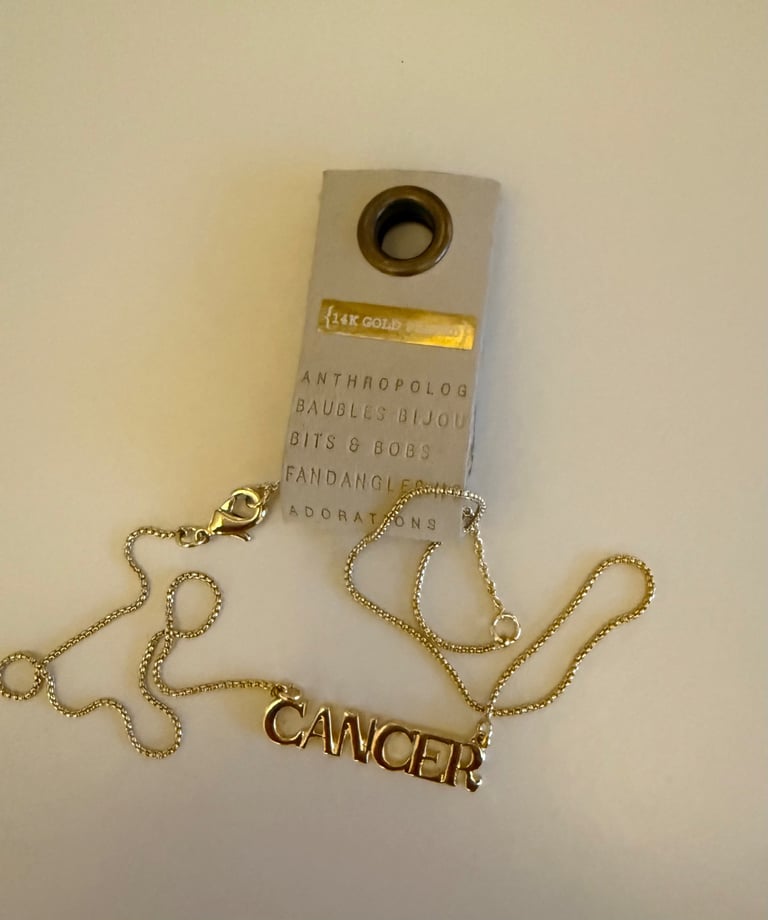 {14K GOLD
ANTHROPOLOG
BAUBLES BIJOU
BITS & BOBS
FANDANGLES
ADORATIONS
CANCER